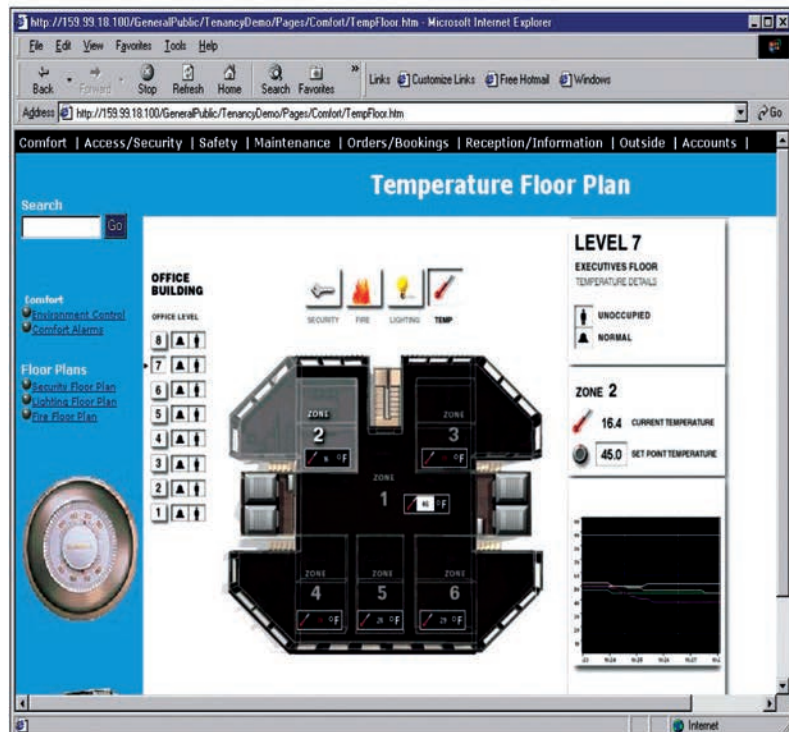 http://159.99.18.100/GeneralPublic/TenancyDemo/Pages/Comfort/TempFloor.htm - Microsoft Internet Explorer
File Edit View Favorites Tools Help
Back Forward Stop Refresh Home Search Favorites » Links Customize Links Free Hotmail Windows
Address http://159.99.18.100/GeneralPublic/TenancyDemo/Pages/Comfort/TempFloor.htm Go
Comfort | Access/Security | Safety | Maintenance | Orders/Bookings | Reception/Information | Outside | Accounts |
Temperature Floor Plan
Search
Go
Comfort
Environment Control
Comfort Alarms
Floor Plans
Security Floor Plan
Lighting Floor Plan
Fire Floor Plan
OFFICE
BUILDING
OFFICE LEVEL
8
7
6
5
4
3
2
1
SECURITY FIRE LIGHTING TEMP
ZONE
2
°F
ZONE
3
°F
ZONE
1
°F
ZONE
4
°F
ZONE
5
°F
ZONE
6
°F
LEVEL 7
EXECUTIVES FLOOR
TEMPERATURE DETAILS
UNOCCUPIED
NORMAL
ZONE 2
16.4 CURRENT TEMPERATURE
45.0 SET POINT TEMPERATURE
Internet